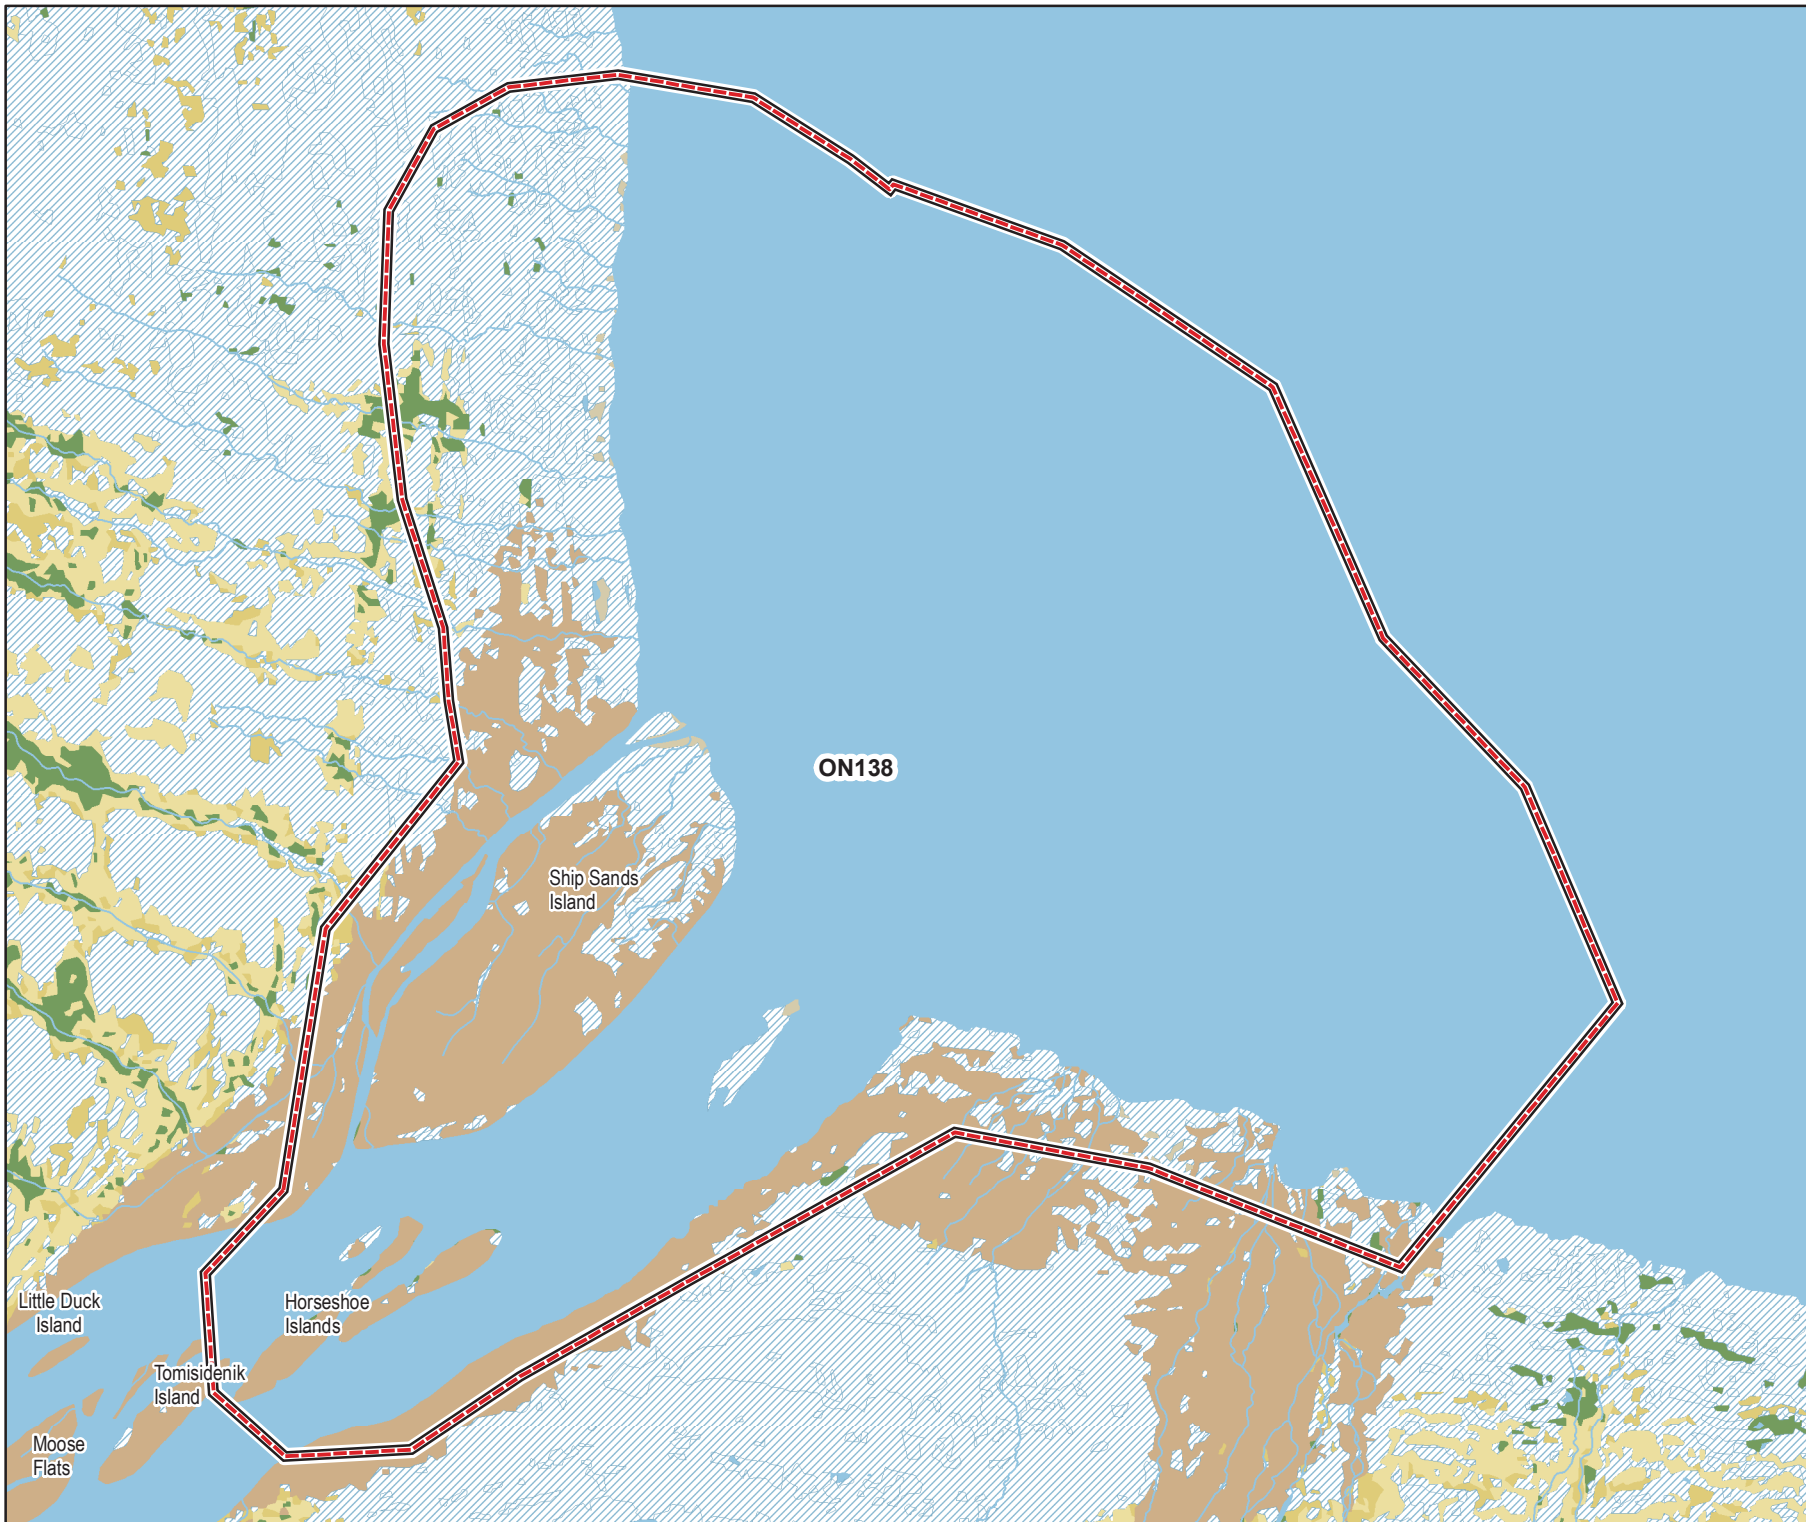 ON138
Ship Sands
Island
Little Duck
Island
Horseshoe
Islands
Tomisidenik
Island
Moose
Flats